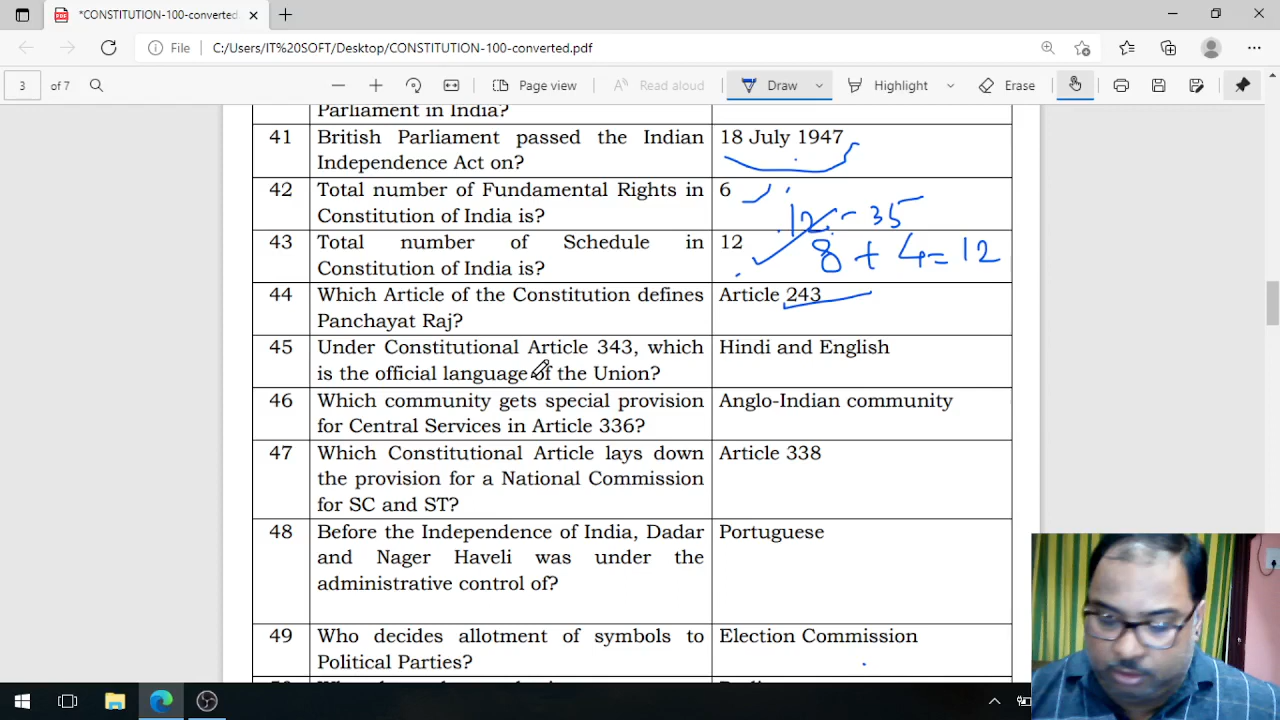 *CONSTITUTION-100-converted
File C:/Users/IT%20SOFT/Desktop/CONSTITUTION-100-converted.pdf
3 of 7 Page view Read aloud Draw Highlight Erase
Parliament in India?
41 British Parliament passed the Indian 18 July 1947
Independence Act on?
42 Total number of Fundamental Rights in 6
Constitution of India is?
12 - 35
43 Total number of Schedule in 12
8 + 4 = 12
Constitution of India is?
44 Which Article of the Constitution defines Article 243
Panchayat Raj?
45 Under Constitutional Article 343, which Hindi and English
is the official language of the Union?
46 Which community gets special provision Anglo-Indian community
for Central Services in Article 336?
47 Which Constitutional Article lays down Article 338
the provision for a National Commission
for SC and ST?
48 Before the Independence of India, Dadar Portuguese
and Nager Haveli was under the
administrative control of?
49 Who decides allotment of symbols to Election Commission
Political Parties?